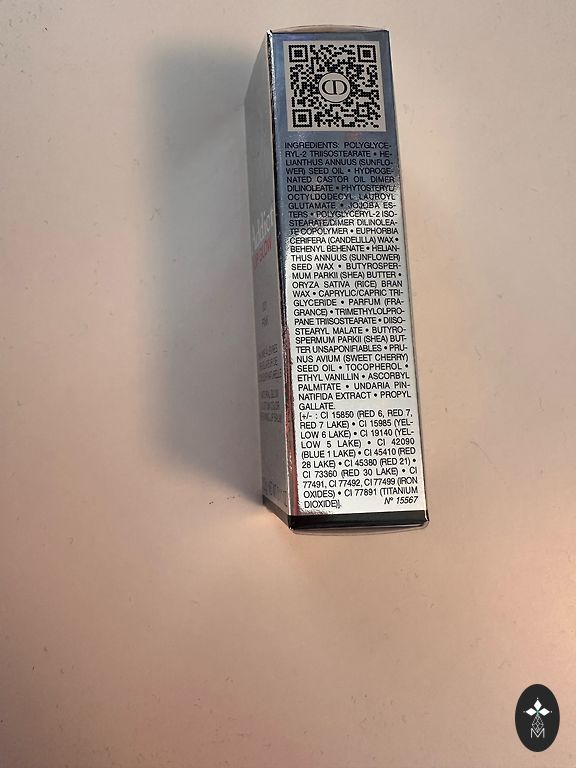 INGREDIENTS: POLYGLYCE-
RYL-2 TRIISOSTEARATE • HE-
LIANTHUS ANNUUS (SUNFLO-
WER) SEED OIL • HYDROGE-
NATED CASTOR OIL DIMER
DILINOLEATE • PHYTOSTERYL/
OCTYLDODECYL LAUROYL
GLUTAMATE • JOJOBA ES-
TERS • POLYGLYCERYL-2 ISO-
STEARATE/DIMER DILINOLEA-
TE COPOLYMER • EUPHORBIA
CERIFERA (CANDELILLA) WAX •
BEHENYL BEHENATE • HELIAN-
THUS ANNUUS (SUNFLOWER)
SEED WAX • BUTYROSPER-
MUM PARKII (SHEA) BUTTER •
ORYZA SATIVA (RICE) BRAN
WAX • CAPRYLIC/CAPRIC TRI-
GLYCERIDE • PARFUM (FRA-
GRANCE) • TRIMETHYLOLPRO-
PANE TRIISOSTEARATE • DIISO-
STEARYL MALATE • BUTYRO-
SPERMUM PARKII (SHEA) BUT-
TER UNSAPONIFIABLES • PRU-
NUS AVIUM (SWEET CHERRY)
SEED OIL • TOCOPHEROL •
ETHYL VANILLIN • ASCORBYL
PALMITATE • UNDARIA PIN-
NATIFIDA EXTRACT • PROPYL
GALLATE.
[+/- : CI 15850 (RED 6, RED 7,
RED 7 LAKE) • CI 15985 (YEL-
LOW 6 LAKE) • CI 19140 (YEL-
LOW 5 LAKE) • CI 42090
(BLUE 1 LAKE) • CI 45410 (RED
28 LAKE) • CI 45380 (RED 21) •
CI 73360 (RED 30 LAKE) • CI
77491, CI 77492, CI 77499 (IRON
OXIDES) • CI 77891 (TITANIUM
DIOXIDE)].
N° 15567
Addict
LIP GLOW